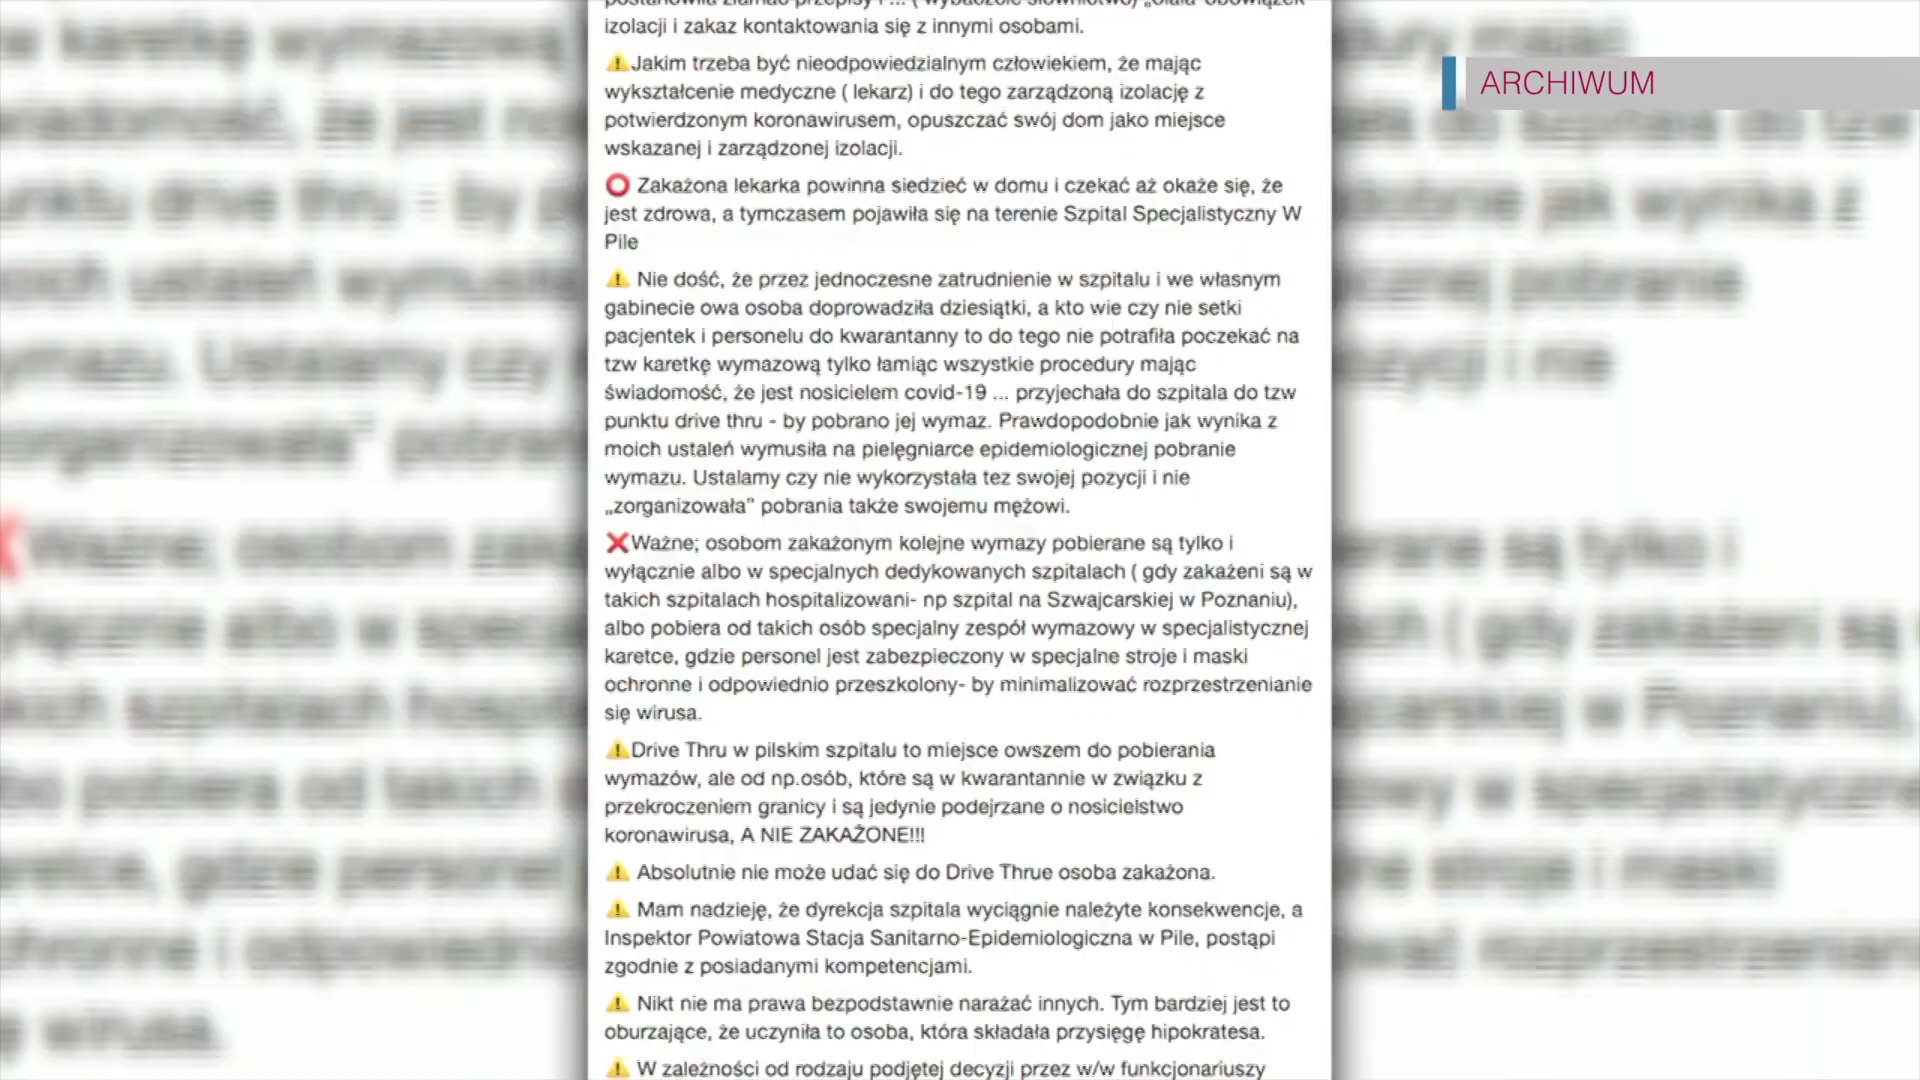 izolacji i zakaz kontaktowania się z innymi osobami.
⚠️Jakim trzeba być nieodpowiedzialnym człowiekiem, że mając
wykształcenie medyczne ( lekarz) i do tego zarządzoną izolację z
potwierdzonym koronawirusem, opuszczać swój dom jako miejsce
wskazanej i zarządzonej izolacji.
⭕ Zakażona lekarka powinna siedzieć w domu i czekać aż okaże się, że
jest zdrowa, a tymczasem pojawiła się na terenie Szpital Specjalistyczny W
Pile
⚠️ Nie dość, że przez jednoczesne zatrudnienie w szpitalu i we własnym
gabinecie owa osoba doprowadziła dziesiątki, a kto wie czy nie setki
pacjentek i personelu do kwarantanny to do tego nie potrafiła poczekać na
tzw karetkę wymazową tylko łamiąc wszystkie procedury mając
świadomość, że jest nosicielem covid-19 ... przyjechała do szpitala do tzw
punktu drive thru - by pobrano jej wymaz. Prawdopodobnie jak wynika z
moich ustaleń wymusiła na pielęgniarce epidemiologicznej pobranie
wymazu. Ustalamy czy nie wykorzystała tez swojej pozycji i nie
„zorganizowała” pobrania także swojemu mężowi.
❌Ważne; osobom zakażonym kolejne wymazy pobierane są tylko i
wyłącznie albo w specjalnych dedykowanych szpitalach ( gdy zakażeni są w
takich szpitalach hospitalizowani- np szpital na Szwajcarskiej w Poznaniu),
albo pobiera od takich osób specjalny zespół wymazowy w specjalistycznej
karetce, gdzie personel jest zabezpieczony w specjalne stroje i maski
ochronne i odpowiednio przeszkolony- by minimalizować rozprzestrzenianie
się wirusa.
⚠️Drive Thru w pilskim szpitalu to miejsce owszem do pobierania
wymazów, ale od np.osób, które są w kwarantannie w związku z
przekroczeniem granicy i są jedynie podejrzane o nosicielstwo
koronawirusa, A NIE ZAKAŻONE!!!
⚠️ Absolutnie nie może udać się do Drive Thrue osoba zakażona.
⚠️ Mam nadzieję, że dyrekcja szpitala wyciągnie należyte konsekwencje, a
Inspektor Powiatowa Stacja Sanitarno-Epidemiologiczna w Pile, postąpi
zgodnie z posiadanymi kompetencjami.
⚠️ Nikt nie ma prawa bezpodstawnie narażać innych. Tym bardziej jest to
oburzające, że uczyniła to osoba, która składała przysięgę hipokratesa.
⚠️ W zależności od rodzaju podjętej decyzji przez w/w funkcjonariuszy
ARCHIWUM